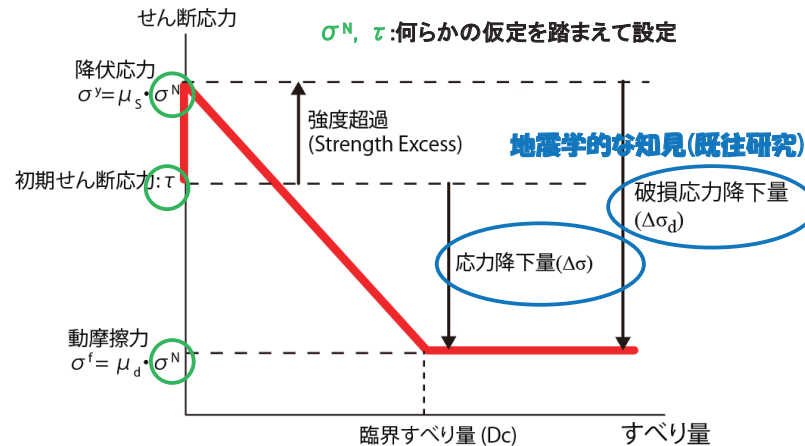 せん断応力
σᴺ, τ:何らかの仮定を踏まえて設定
降伏応力
σʸ=μₛ・σᴺ
強度超過
(Strength Excess)
地震学的な知見(既往研究)
初期せん断応力:τ
破損応力降下量
(Δσd)
応力降下量(Δσ)
動摩擦力
σᶠ= μd・σᴺ
臨界すべり量 (Dc)
すべり量